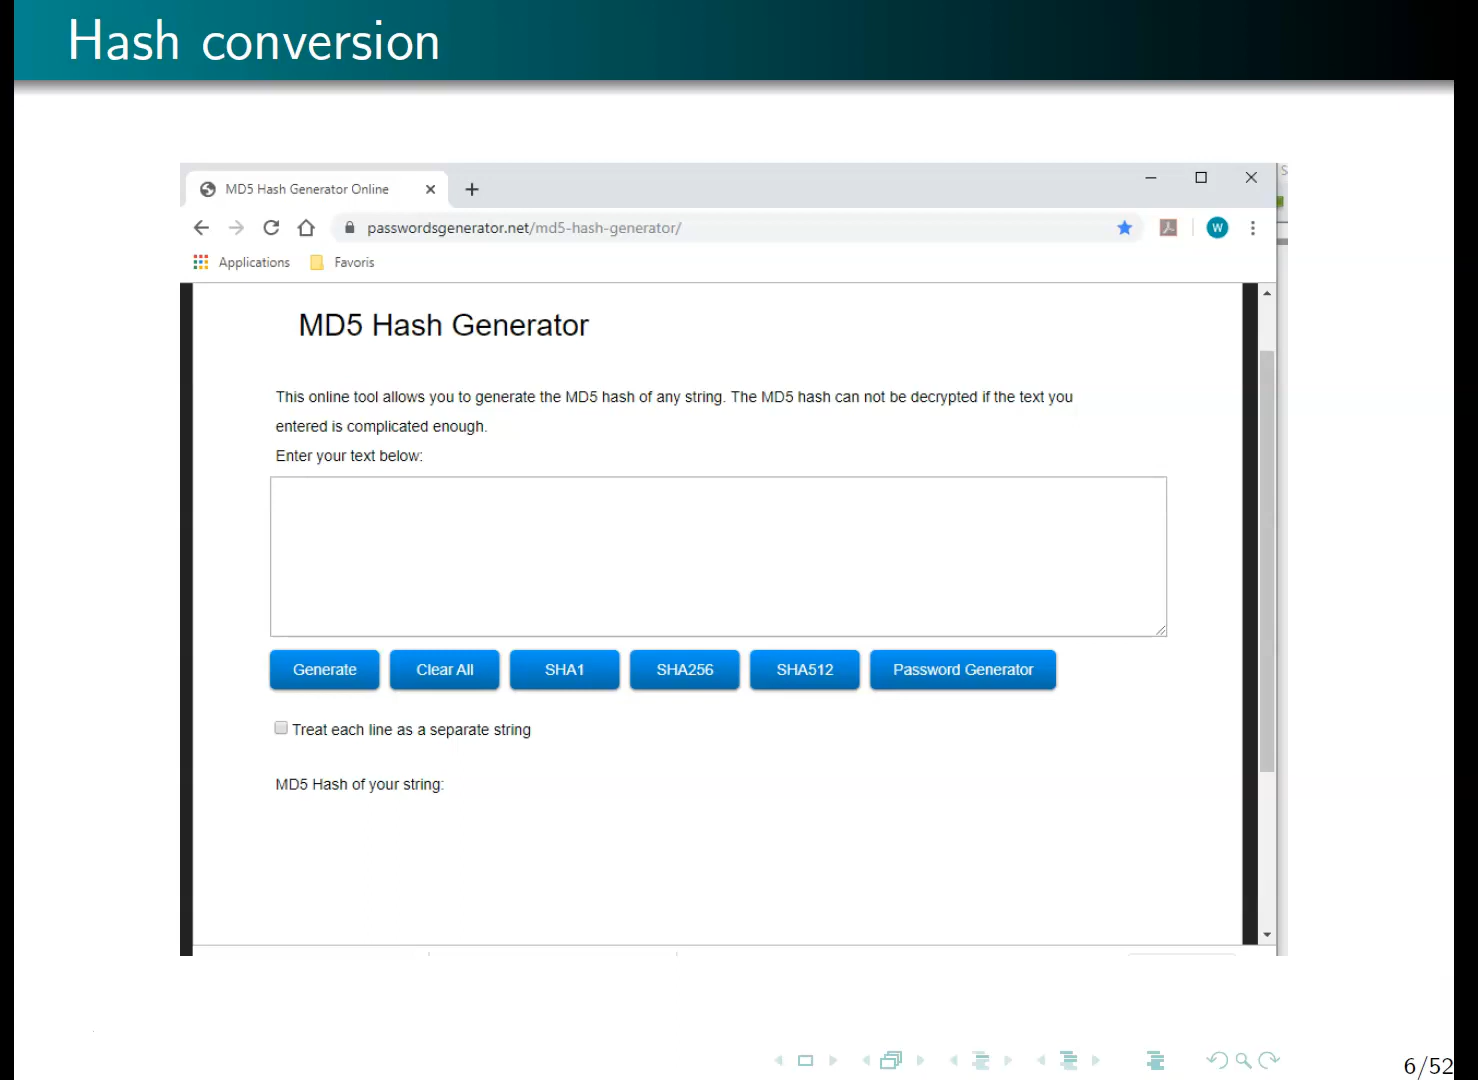 Hash conversion
MD5 Hash Generator Online
passwordsgenerator.net/md5-hash-generator/
W
Applications Favoris
MD5 Hash Generator
This online tool allows you to generate the MD5 hash of any string. The MD5 hash can not be decrypted if the text you
entered is complicated enough.
Enter your text below:
Generate Clear All SHA1 SHA256 SHA512 Password Generator
Treat each line as a separate string
MD5 Hash of your string:
6/52